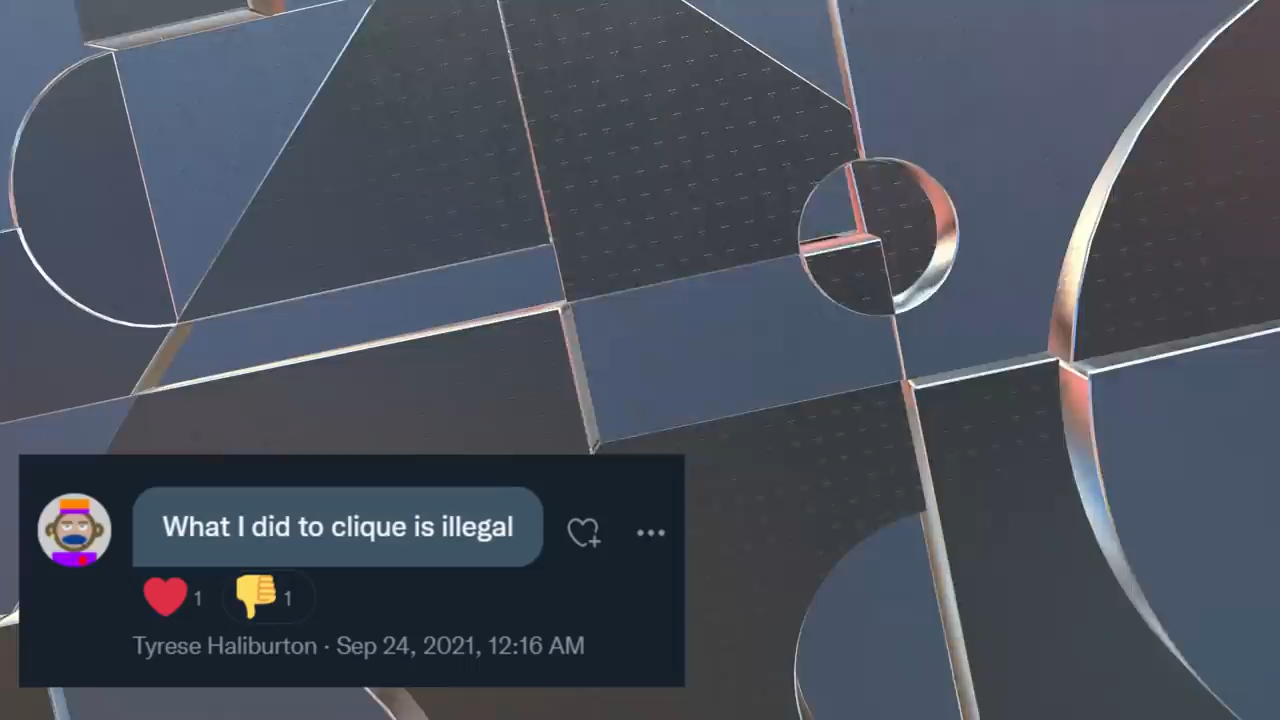 What I did to clique is illegal
1 1
Tyrese Haliburton · Sep 24, 2021, 12:16 AM